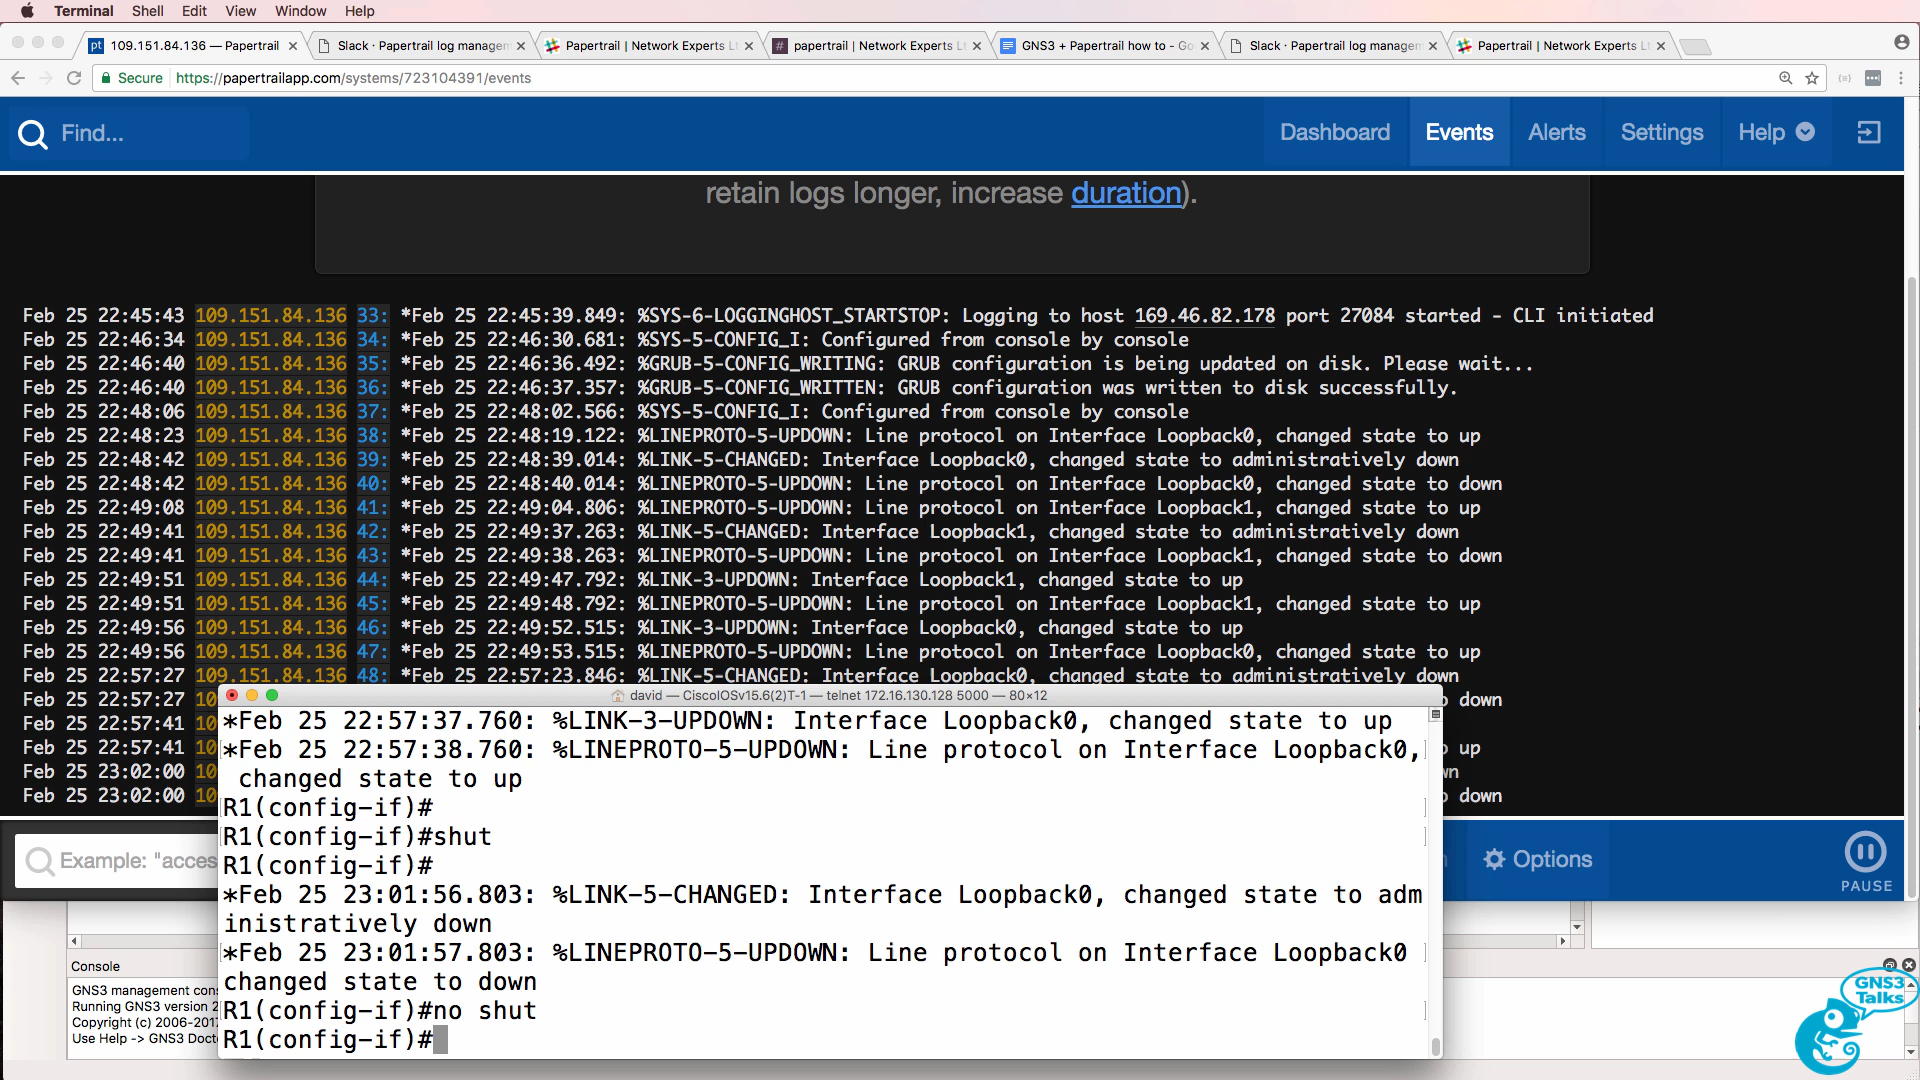 Terminal Shell Edit View Window Help
pt 109.151.84.136 — Papertrail
Slack · Papertrail log managem
Papertrail | Network Experts Lt
# papertrail | Network Experts Lt
GNS3 + Papertrail how to - Go
Slack · Papertrail log managem
Papertrail | Network Experts Lt
Secure https://papertrailapp.com/systems/723104391/events
Find...
Dashboard Events Alerts Settings Help
retain logs longer, increase duration).
Feb 25 22:45:43 109.151.84.136 33: *Feb 25 22:45:39.849: %SYS-6-LOGGINGHOST_STARTSTOP: Logging to host 169.46.82.178 port 27084 started - CLI initiated
Feb 25 22:46:34 109.151.84.136 34: *Feb 25 22:46:30.681: %SYS-5-CONFIG_I: Configured from console by console
Feb 25 22:46:40 109.151.84.136 35: *Feb 25 22:46:36.492: %GRUB-5-CONFIG_WRITING: GRUB configuration is being updated on disk. Please wait...
Feb 25 22:46:40 109.151.84.136 36: *Feb 25 22:46:37.357: %GRUB-5-CONFIG_WRITTEN: GRUB configuration was written to disk successfully.
Feb 25 22:48:06 109.151.84.136 37: *Feb 25 22:48:02.566: %SYS-5-CONFIG_I: Configured from console by console
Feb 25 22:48:23 109.151.84.136 38: *Feb 25 22:48:19.122: %LINEPROTO-5-UPDOWN: Line protocol on Interface Loopback0, changed state to up
Feb 25 22:48:42 109.151.84.136 39: *Feb 25 22:48:39.014: %LINK-5-CHANGED: Interface Loopback0, changed state to administratively down
Feb 25 22:48:42 109.151.84.136 40: *Feb 25 22:48:40.014: %LINEPROTO-5-UPDOWN: Line protocol on Interface Loopback0, changed state to down
Feb 25 22:49:08 109.151.84.136 41: *Feb 25 22:49:04.806: %LINEPROTO-5-UPDOWN: Line protocol on Interface Loopback1, changed state to up
Feb 25 22:49:41 109.151.84.136 42: *Feb 25 22:49:37.263: %LINK-5-CHANGED: Interface Loopback1, changed state to administratively down
Feb 25 22:49:41 109.151.84.136 43: *Feb 25 22:49:38.263: %LINEPROTO-5-UPDOWN: Line protocol on Interface Loopback1, changed state to down
Feb 25 22:49:51 109.151.84.136 44: *Feb 25 22:49:47.792: %LINK-3-UPDOWN: Interface Loopback1, changed state to up
Feb 25 22:49:51 109.151.84.136 45: *Feb 25 22:49:48.792: %LINEPROTO-5-UPDOWN: Line protocol on Interface Loopback1, changed state to up
Feb 25 22:49:56 109.151.84.136 46: *Feb 25 22:49:52.515: %LINK-3-UPDOWN: Interface Loopback0, changed state to up
Feb 25 22:49:56 109.151.84.136 47: *Feb 25 22:49:53.515: %LINEPROTO-5-UPDOWN: Line protocol on Interface Loopback0, changed state to up
Feb 25 22:57:27 109.151.84.136 48: *Feb 25 22:57:23.846: %LINK-5-CHANGED: Interface Loopback0, changed state to administratively down
Feb 25 22:57:27 10 down
Feb 25 22:57:41 10
Feb 25 22:57:41 10 up
Feb 25 23:02:00 10 wn
Feb 25 23:02:00 10 o down
david — CiscoIOSv15.6(2)T-1 — telnet 172.16.130.128 5000 — 80×12
*Feb 25 22:57:37.760: %LINK-3-UPDOWN: Interface Loopback0, changed state to up
*Feb 25 22:57:38.760: %LINEPROTO-5-UPDOWN: Line protocol on Interface Loopback0,
changed state to up
R1(config-if)#
R1(config-if)#shut
R1(config-if)#
*Feb 25 23:01:56.803: %LINK-5-CHANGED: Interface Loopback0, changed state to adm
inistratively down
*Feb 25 23:01:57.803: %LINEPROTO-5-UPDOWN: Line protocol on Interface Loopback0
changed state to down
R1(config-if)#no shut
R1(config-if)#
Example: "acces
Options
PAUSE
Console
GNS3 management cons
Running GNS3 version 2
Copyright (c) 2006-201
Use Help -> GNS3 Doct
GNS3
Talks